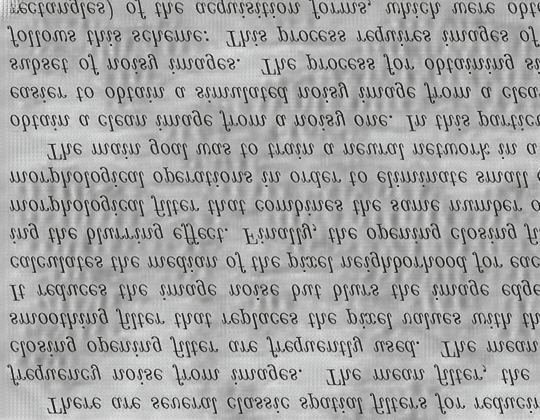 There are several classic spatial filters for reduci
frequency noise from images. The mean filter, the
closing opening filter are frequently used. The mean
smoothing filter that replaces the pixel values with th
It reduces the image noise but blurs the image edge
calculates the median of the pixel neighborhood for eac
ing the blurring effect. Finally, the opening closing fi
morphological filter that combines the same number o
morphological operations in order to eliminate small
The main goal was to train a neural network in a
obtain a clean image from a noisy one. In this particu
easier to obtain a simulated noisy image from a clea
subset of noisy images. The process for obtaining si
follows this scheme: This process requires images of
rectangles) of the acquisition forms, which were obt